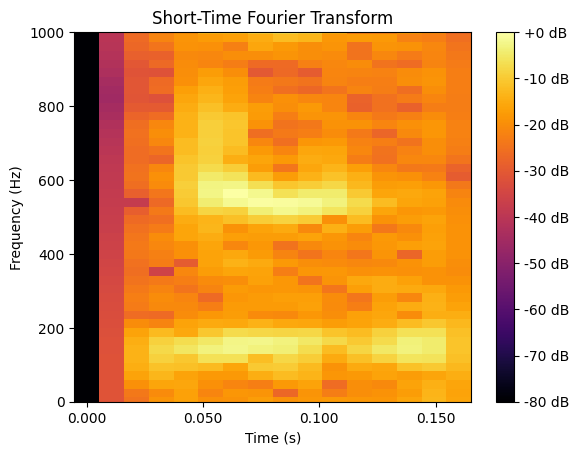 Short-Time Fourier Transform
Frequency (Hz)
1000
800
600
400
200
0
0.000
0.050
0.100
0.150
Time (s)
+0 dB
-10 dB
-20 dB
-30 dB
-40 dB
-50 dB
-60 dB
-70 dB
-80 dB